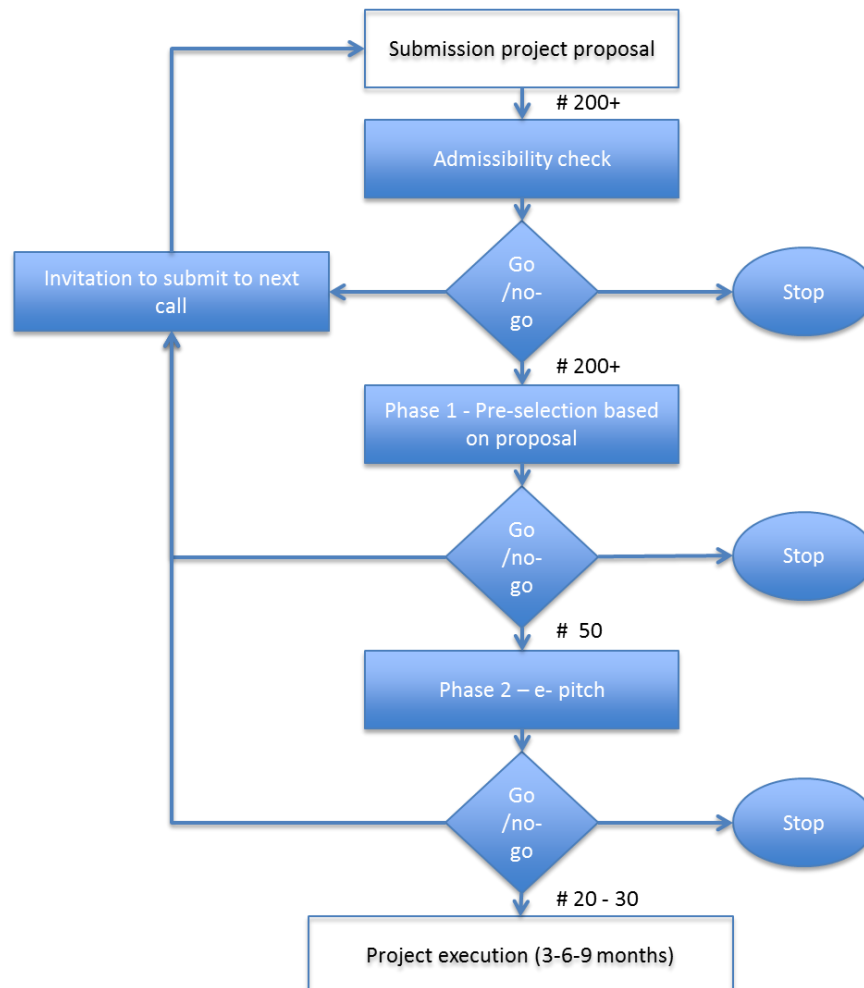 Submission project proposal
# 200+
Admissibility check
Invitation to submit to next
call
Go
/no-
go
Stop
# 200+
Phase 1 - Pre-selection based
on proposal
Go
/no-
go
Stop
# 50
Phase 2 – e- pitch
Go
/no-
go
Stop
# 20 - 30
Project execution (3-6-9 months)